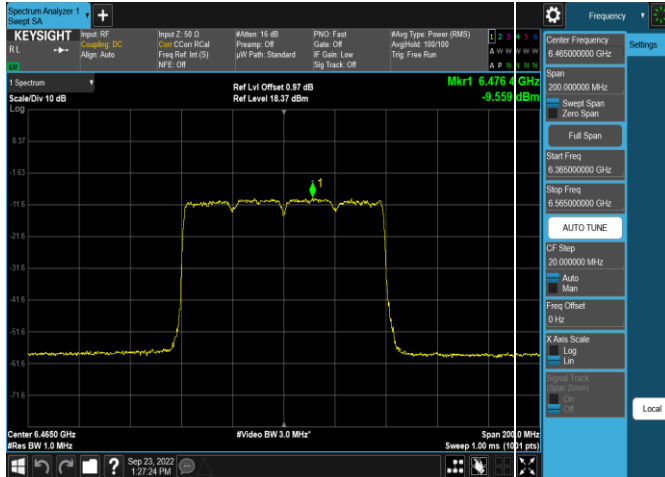 Spectrum Analyzer 1
Swept SA
KEYSIGHT
RL
Input: RF
Coupling: DC
Align: Auto
Input Z: 50 Ω
Corr CCorr RCal
Freq Ref: Int (S)
NFE: Off
#Atten: 16 dB
Preamp: Off
µW Path: Standard
PNO: Fast
Gate: Off
IF Gain: Low
Sig Track: Off
#Avg Type: Power (RMS)
Avg|Hold: 100/100
Trig: Free Run
1 2 3 4 5 6
A W W W W W
A P N N N N
1 Spectrum
Scale/Div 10 dB
Log
Ref Lvl Offset 0.97 dB
Ref Level 18.37 dBm
Mkr1 6.476 4 GHz
-9.559 dBm
8.37
-1.63
-11.6
-21.6
-31.6
-41.6
-51.6
-61.6
-71.6
1
Center 6.4650 GHz
#Res BW 1.0 MHz
#Video BW 3.0 MHz*
Span 200.0 MHz
Sweep 1.00 ms (1001 pts)
?
Sep 23, 2022
1:27:24 PM
Frequency
Settings
Center Frequency
6.465000000 GHz
Span
200.000000 MHz
Swept Span
Zero Span
Full Span
Start Freq
6.365000000 GHz
Stop Freq
6.565000000 GHz
AUTO TUNE
CF Step
20.000000 MHz
Auto
Man
Freq Offset
0 Hz
X Axis Scale
Log
Lin
Signal Track
(Span Zoom)
On
Off
Local